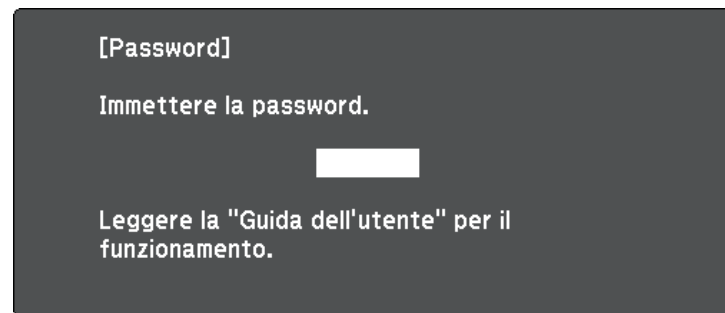 [Password]
Immettere la password.
Leggere la "Guida dell'utente" per il
funzionamento.